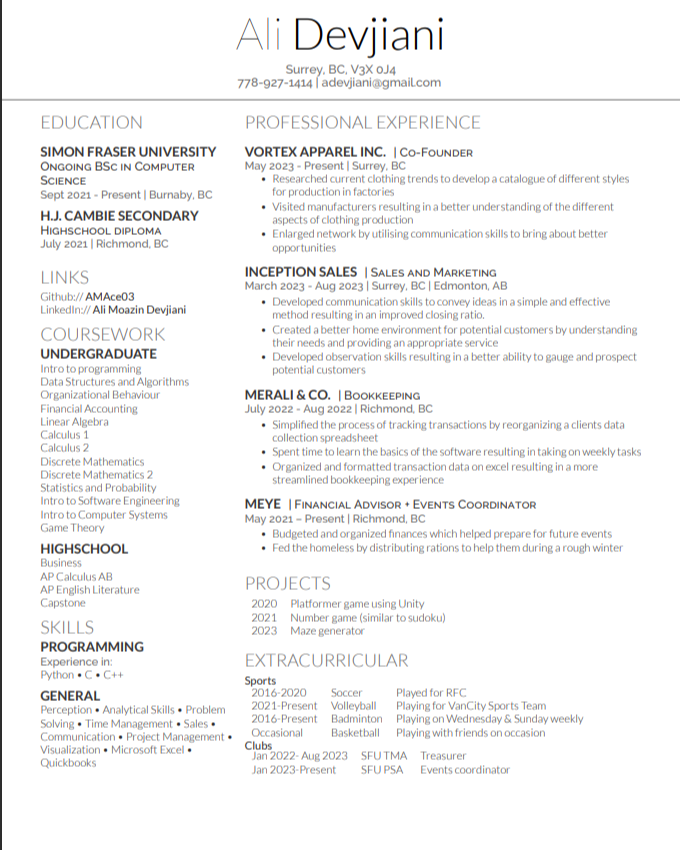 Ali Devjiani
Surrey, BC, V3X 0J4
778-927-1414 | adevjiani@gmail.com
EDUCATION
SIMON FRASER UNIVERSITY
ONGOING BSC IN COMPUTER
SCIENCE
Sept 2021 - Present | Burnaby, BC
H.J. CAMBIE SECONDARY
HIGHSCHOOL DIPLOMA
July 2021 | Richmond, BC
LINKS
Github:// AMAce03
LinkedIn:// Ali Moazin Devjiani
COURSEWORK
UNDERGRADUATE
Intro to programming
Data Structures and Algorithms
Organizational Behaviour
Financial Accounting
Linear Algebra
Calculus 1
Calculus 2
Discrete Mathematics
Discrete Mathematics 2
Statistics and Probability
Intro to Software Engineering
Intro to Computer Systems
Game Theory
HIGHSCHOOL
Business
AP Calculus AB
AP English Literature
Capstone
SKILLS
PROGRAMMING
Experience in:
Python • C • C++
GENERAL
Perception • Analytical Skills • Problem
Solving • Time Management • Sales •
Communication • Project Management •
Visualization • Microsoft Excel •
Quickbooks
PROFESSIONAL EXPERIENCE
VORTEX APPAREL INC. | CO-FOUNDER
May 2023 - Present | Surrey, BC
• Researched current clothing trends to develop a catalogue of different styles
for production in factories
• Visited manufacturers resulting in a better understanding of the different
aspects of clothing production
• Enlarged network by utilising communication skills to bring about better
opportunities
INCEPTION SALES | SALES AND MARKETING
March 2023 - Aug 2023 | Surrey, BC | Edmonton, AB
• Developed communication skills to convey ideas in a simple and effective
method resulting in an improved closing ratio.
• Created a better home environment for potential customers by understanding
their needs and providing an appropriate service
• Developed observation skills resulting in a better ability to gauge and prospect
potential customers
MERALI & CO. | BOOKKEEPING
July 2022 - Aug 2022 | Richmond, BC
• Simplified the process of tracking transactions by reorganizing a clients data
collection spreadsheet
• Spent time to learn the basics of the software resulting in taking on weekly tasks
• Organized and formatted transaction data on excel resulting in a more
streamlined bookkeeping experience
MEYE | FINANCIAL ADVISOR + EVENTS COORDINATOR
May 2021 – Present | Richmond, BC
• Budgeted and organized finances which helped prepare for future events
• Fed the homeless by distributing rations to help them during a rough winter
PROJECTS
2020 Platformer game using Unity
2021 Number game (similar to sudoku)
2023 Maze generator
EXTRACURRICULAR
Sports
2016-2020 Soccer Played for RFC
2021-Present Volleyball Playing for VanCity Sports Team
2016-Present Badminton Playing on Wednesday & Sunday weekly
Occasional Basketball Playing with friends on occasion
Clubs
Jan 2022- Aug 2023 SFU TMA Treasurer
Jan 2023-Present SFU PSA Events coordinator